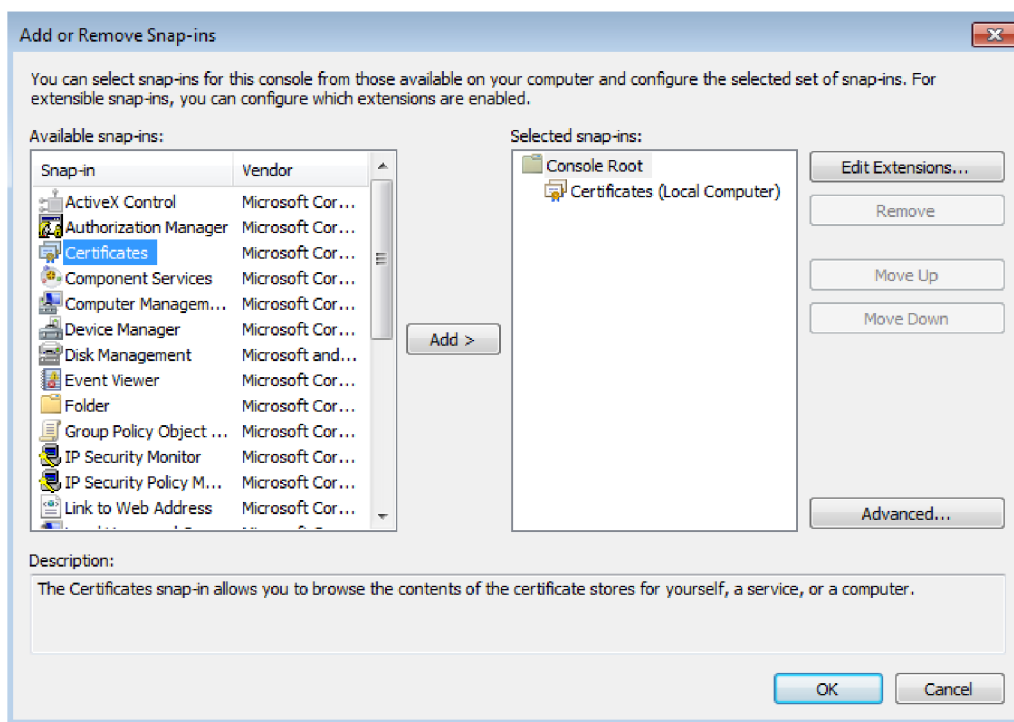 Add or Remove Snap-ins
You can select snap-ins for this console from those available on your computer and configure the selected set of snap-ins. For
extensible snap-ins, you can configure which extensions are enabled.
Available snap-ins:
Snap-in Vendor
ActiveX Control Microsoft Cor...
Authorization Manager Microsoft Cor...
Certificates Microsoft Cor...
Component Services Microsoft Cor...
Computer Managem... Microsoft Cor...
Device Manager Microsoft Cor...
Disk Management Microsoft and...
Event Viewer Microsoft Cor...
Folder Microsoft Cor...
Group Policy Object ... Microsoft Cor...
IP Security Monitor Microsoft Cor...
IP Security Policy M... Microsoft Cor...
Link to Web Address Microsoft Cor...
Add >
Selected snap-ins:
Console Root
Certificates (Local Computer)
Edit Extensions...
Remove
Move Up
Move Down
Advanced...
Description:
The Certificates snap-in allows you to browse the contents of the certificate stores for yourself, a service, or a computer.
OK Cancel